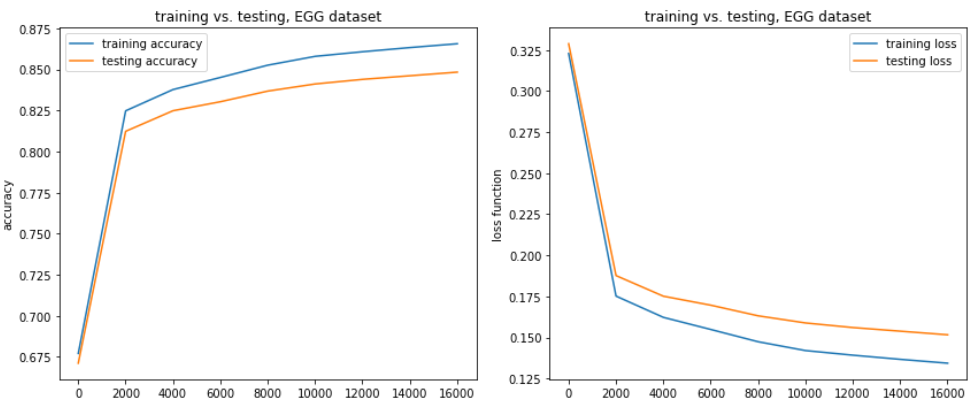 training vs. testing, EGG dataset
training accuracy
testing accuracy
accuracy
0.875
0.850
0.825
0.800
0.775
0.750
0.725
0.700
0.675
0 2000 4000 6000 8000 10000 12000 14000 16000
training vs. testing, EGG dataset
training loss
testing loss
loss function
0.325
0.300
0.275
0.250
0.225
0.200
0.175
0.150
0.125
0 2000 4000 6000 8000 10000 12000 14000 16000